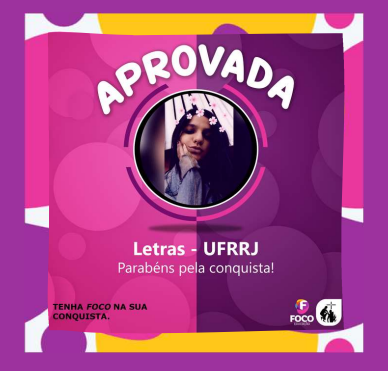 APROVADA
Letras - UFRRJ
Parabéns pela conquista!
TENHA FOCO NA SUA
CONQUISTA.
FOCO